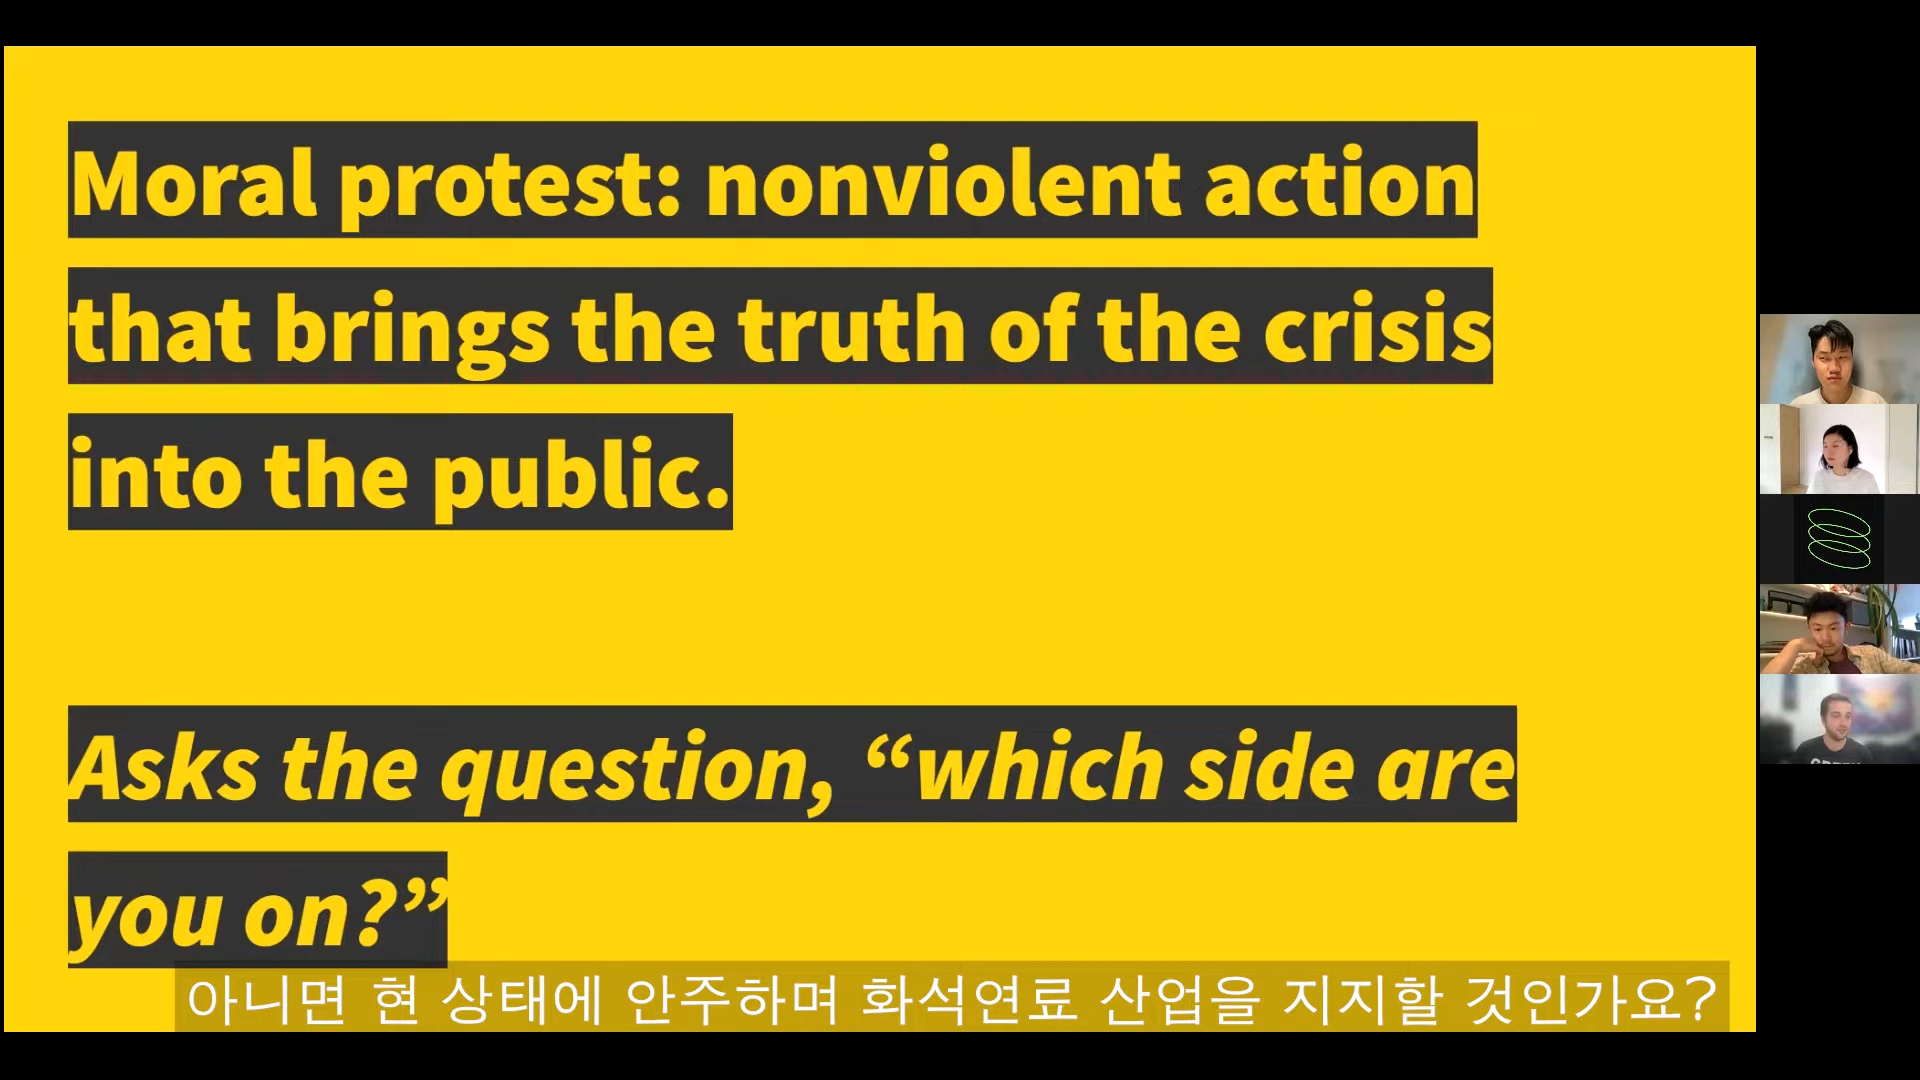 Moral protest: nonviolent action
that brings the truth of the crisis
into the public.
Asks the question, “which side are
you on?”
아니면 현 상태에 안주하며 화석연료 산업을 지지할 것인가요?